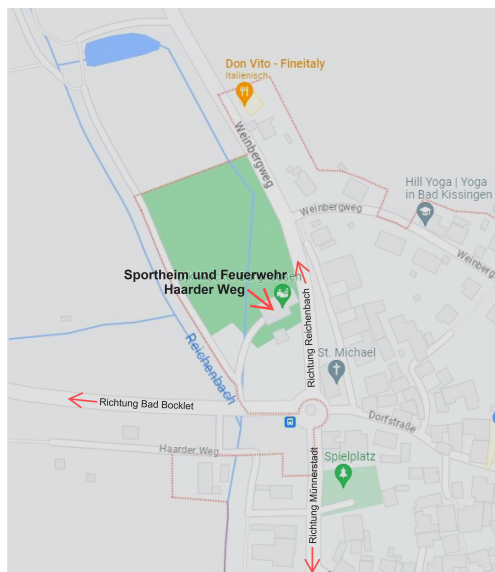 Don Vito - Fineitaly
Italienisch
Weinbergweg
Hill Yoga | Yoga
in Bad Kissingen
Weinbergweg
Weinberg
Sportheim und Feuerwehr
Haarder Weg
Richtung Reichenbach
Reichenbach
St. Michael
Richtung Bad Bocklet
Dorfstraße
Haarder Weg
Richtung Münnerstadt
Spielplatz